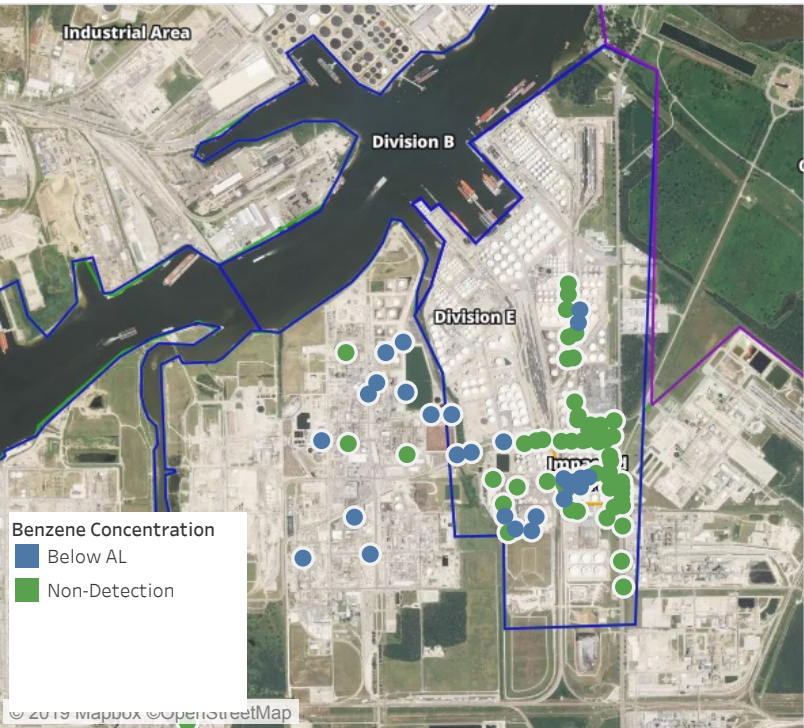 Industrial Area
Division B
Division E
Benzene Concentration
Below AL
Non-Detection
© 2019 Mapbox ©OpenStreetMap